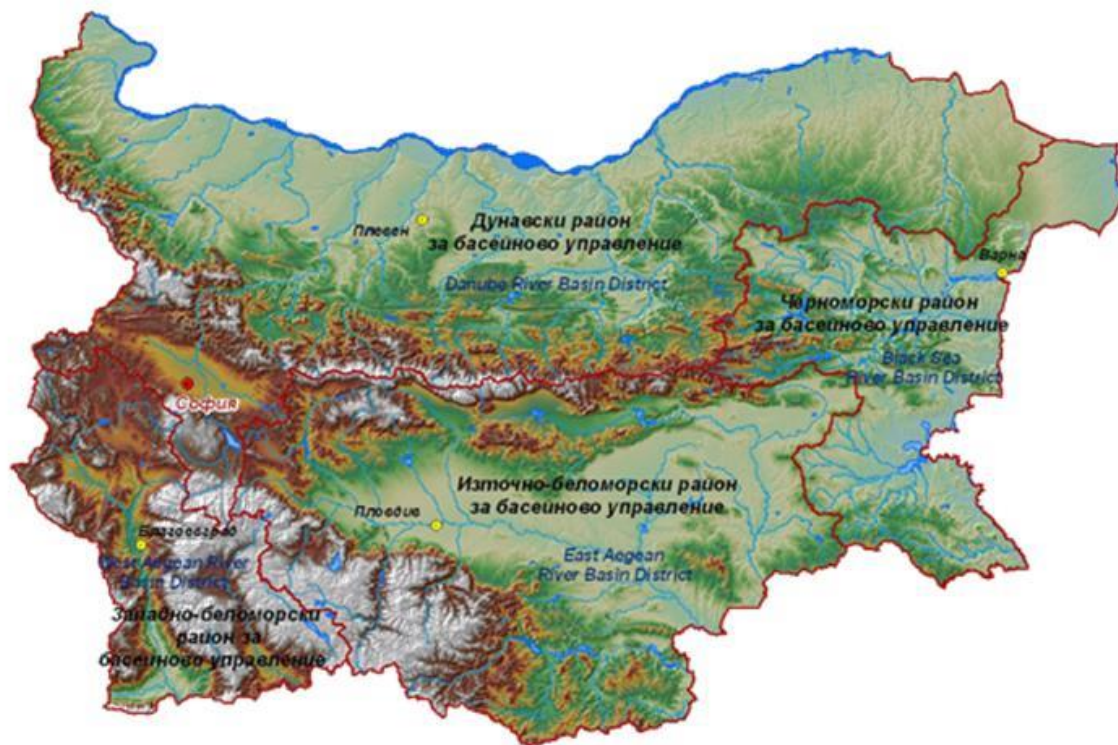 Плевен
Дунавски район
за басейново управление
Danube River Basin District
Варна
Черноморски район
за басейново управление
Black Sea
River Basin District
София
Източно-беломорски район
за басейново управление
Пловдив
East Aegean
River Basin District
Благоевград
West Aegean River
Basin District
Западно-беломорски
район за
басейново управление